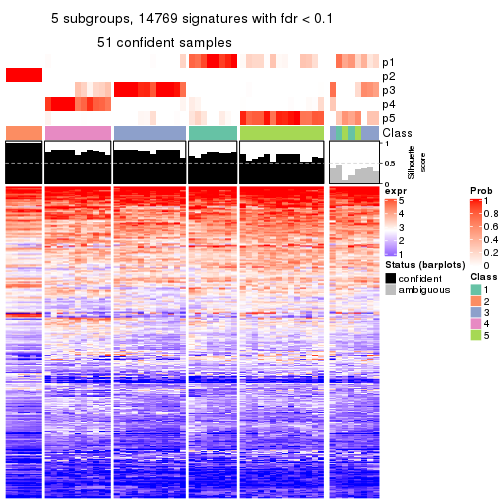 5 subgroups, 14769 signatures with fdr < 0.1
51 confident samples
p1
p2
p3
p4
p5
Class
1
0.5
0
Silhouette
score
expr
5
4
3
2
1
Status (barplots)
confident
ambiguous
Prob
1
0.8
0.6
0.4
0.2
0
Class
1
2
3
4
5